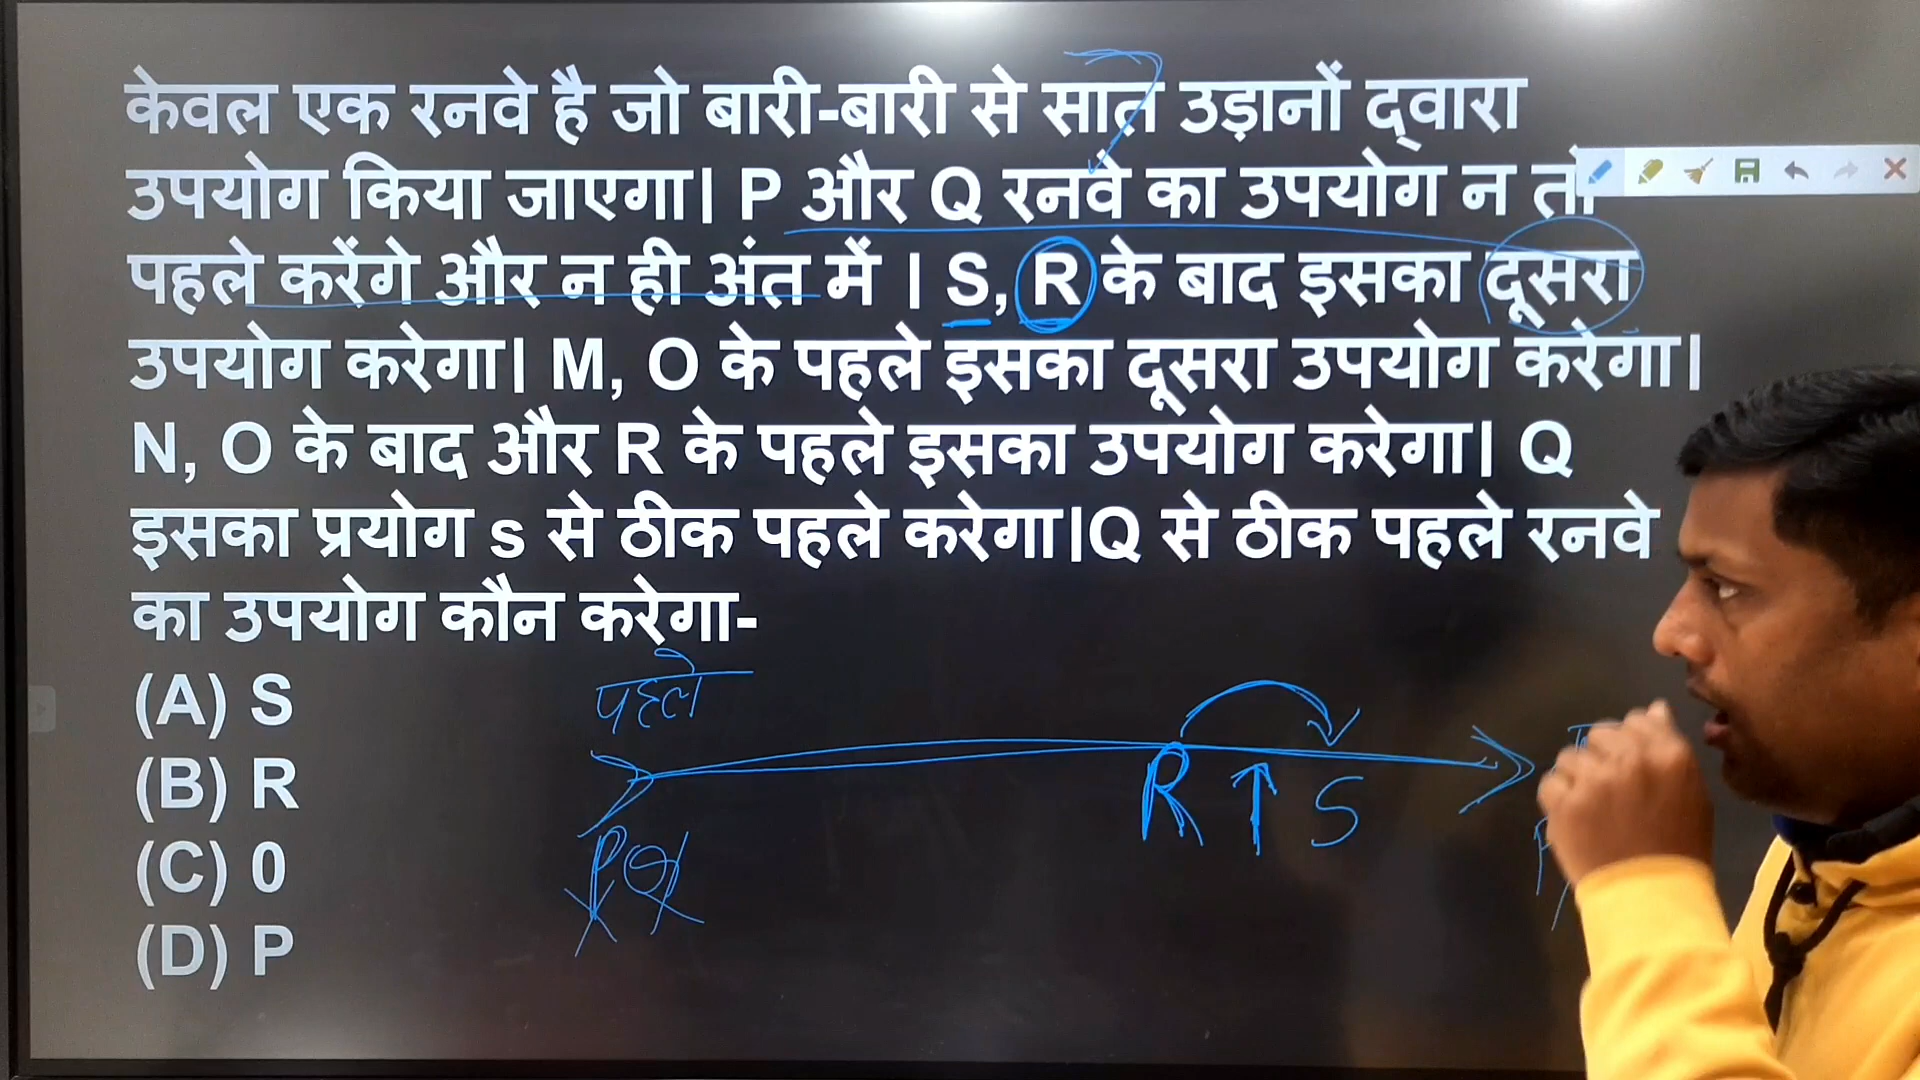 केवल एक रनवे है जो बारी-बारी से सात उड़ानों द्वारा
उपयोग किया जाएगा| P और Q रनवे का उपयोग न तो
पहले करेंगे और न ही अंत में | S, R के बाद इसका दूसरा
उपयोग करेगा| M, O के पहले इसका दूसरा उपयोग करेगा|
N, O के बाद और R के पहले इसका उपयोग करेगा| Q
इसका प्रयोग s से ठीक पहले करेगा|Q से ठीक पहले रनवे
का उपयोग कौन करेगा-
(A) S
(B) R
(C) 0
(D) P
पहले
R ↑ S
P Q